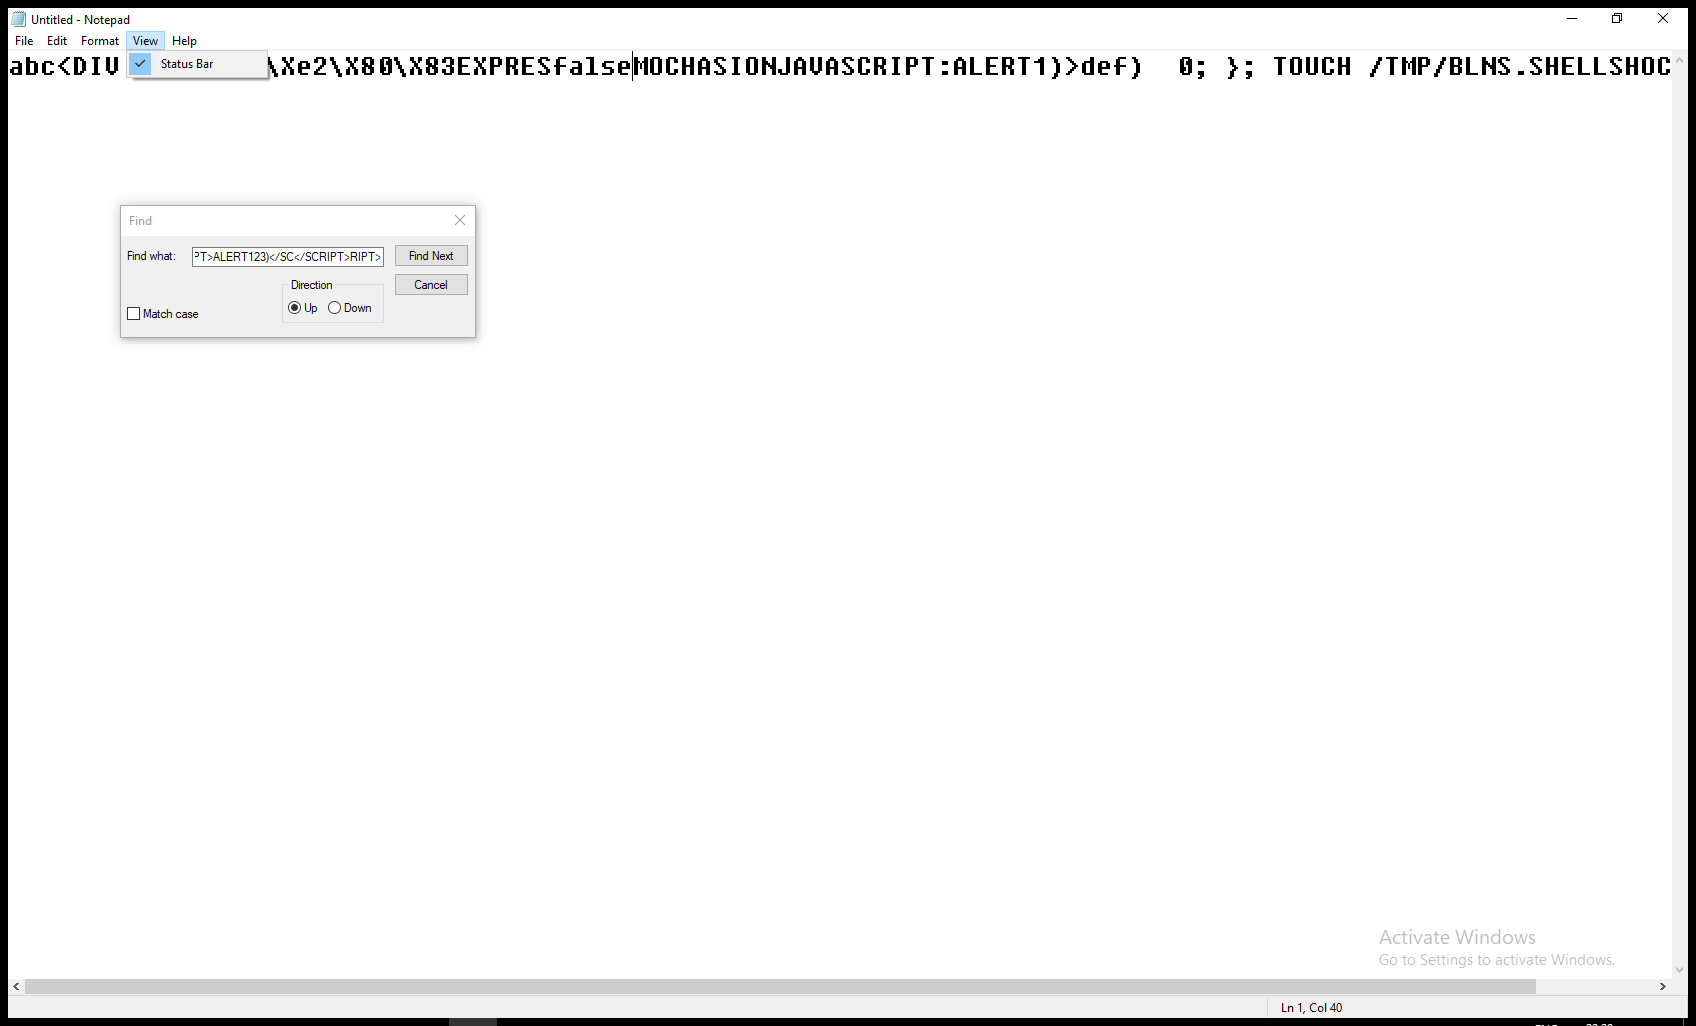 Untitled - Notepad
File Edit Format View Help
Status Bar
abc<DIV \Xe2\X80\X83EXPRESfalseMOCHASIONJAVASCRIPT:ALERT1)>def) 0; }; TOUCH /TMP/BLNS.SHELLSHOC
Find
Find what: PT>ALERT123)</SC</SCRIPT>RIPT> Find Next
Direction Cancel
Up Down
Match case
Activate Windows
Go to Settings to activate Windows.
Ln 1, Col 40